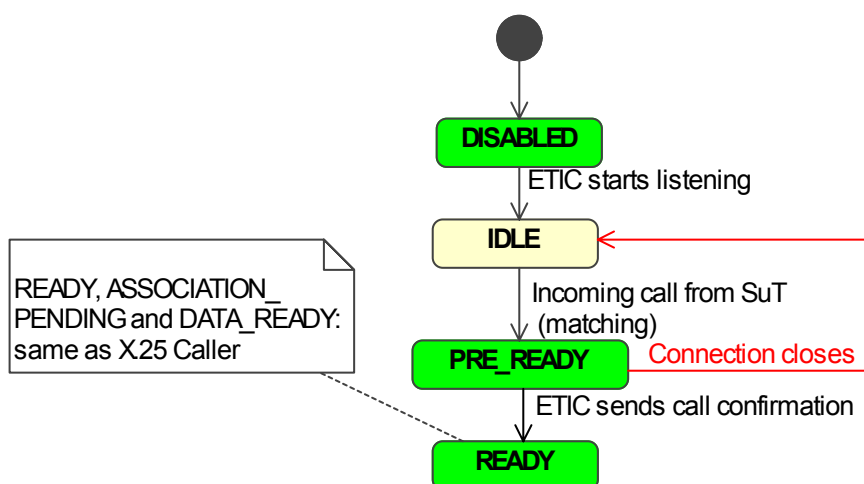 DISABLED
ETIC starts listening
IDLE
READY, ASSOCIATION_
PENDING and DATA_READY:
same as X.25 Caller
Incoming call from SuT
(matching)
PRE_READY
Connection closes
ETIC sends call confirmation
READY